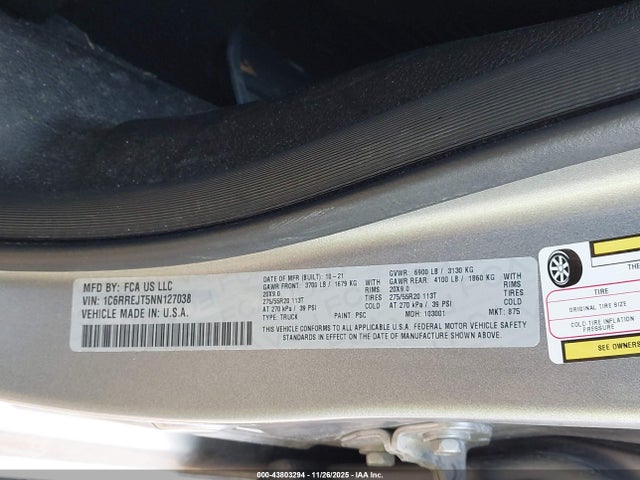 MFD BY: FCA US LLC
VIN: 1C6RREJT5NN127038
VEHICLE MADE IN: U.S.A.
DATE OF MFR (BUILT): 10-21
GAWR FRONT: 3700 LB / 1679 KG WITH
20X9.0 RIMS
275/55R20 113T TIRES
AT 270 kPa / 39 PSI COLD
TYPE: TRUCK PAINT: PSC
GVWR: 6900 LB / 3130 KG
GAWR REAR: 4100 LB / 1860 KG WITH
20X9.0 RIMS
275/55R20 113T TIRES
AT 270 kPa / 39 PSI COLD
MDH: 103001 MKT: 875
THIS VEHICLE CONFORMS TO ALL APPLICABLE U.S.A. FEDERAL MOTOR VEHICLE SAFETY
STANDARDS IN EFFECT ON THE DATE OF MANUFACTURE SHOWN ABOVE.
TIRE
ORIGINAL TIRE SIZE
COLD TIRE INFLATION
PRESSURE
SEE OWNERS
000-43803294 - 11/26/2025 - IAAI.COM